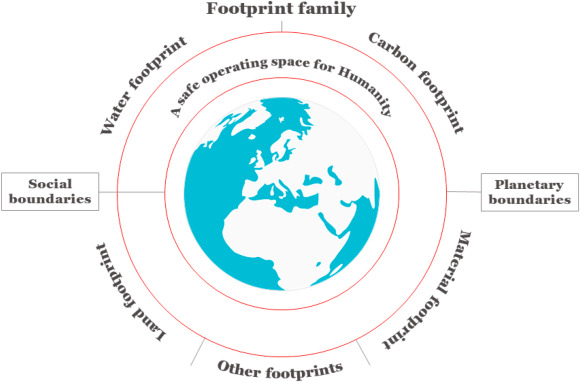 Footprint family
Water footprint
Carbon footprint
A safe operating space for Humanity
Social
boundaries
Planetary
boundaries
Land footprint
Material footprint
Other footprints